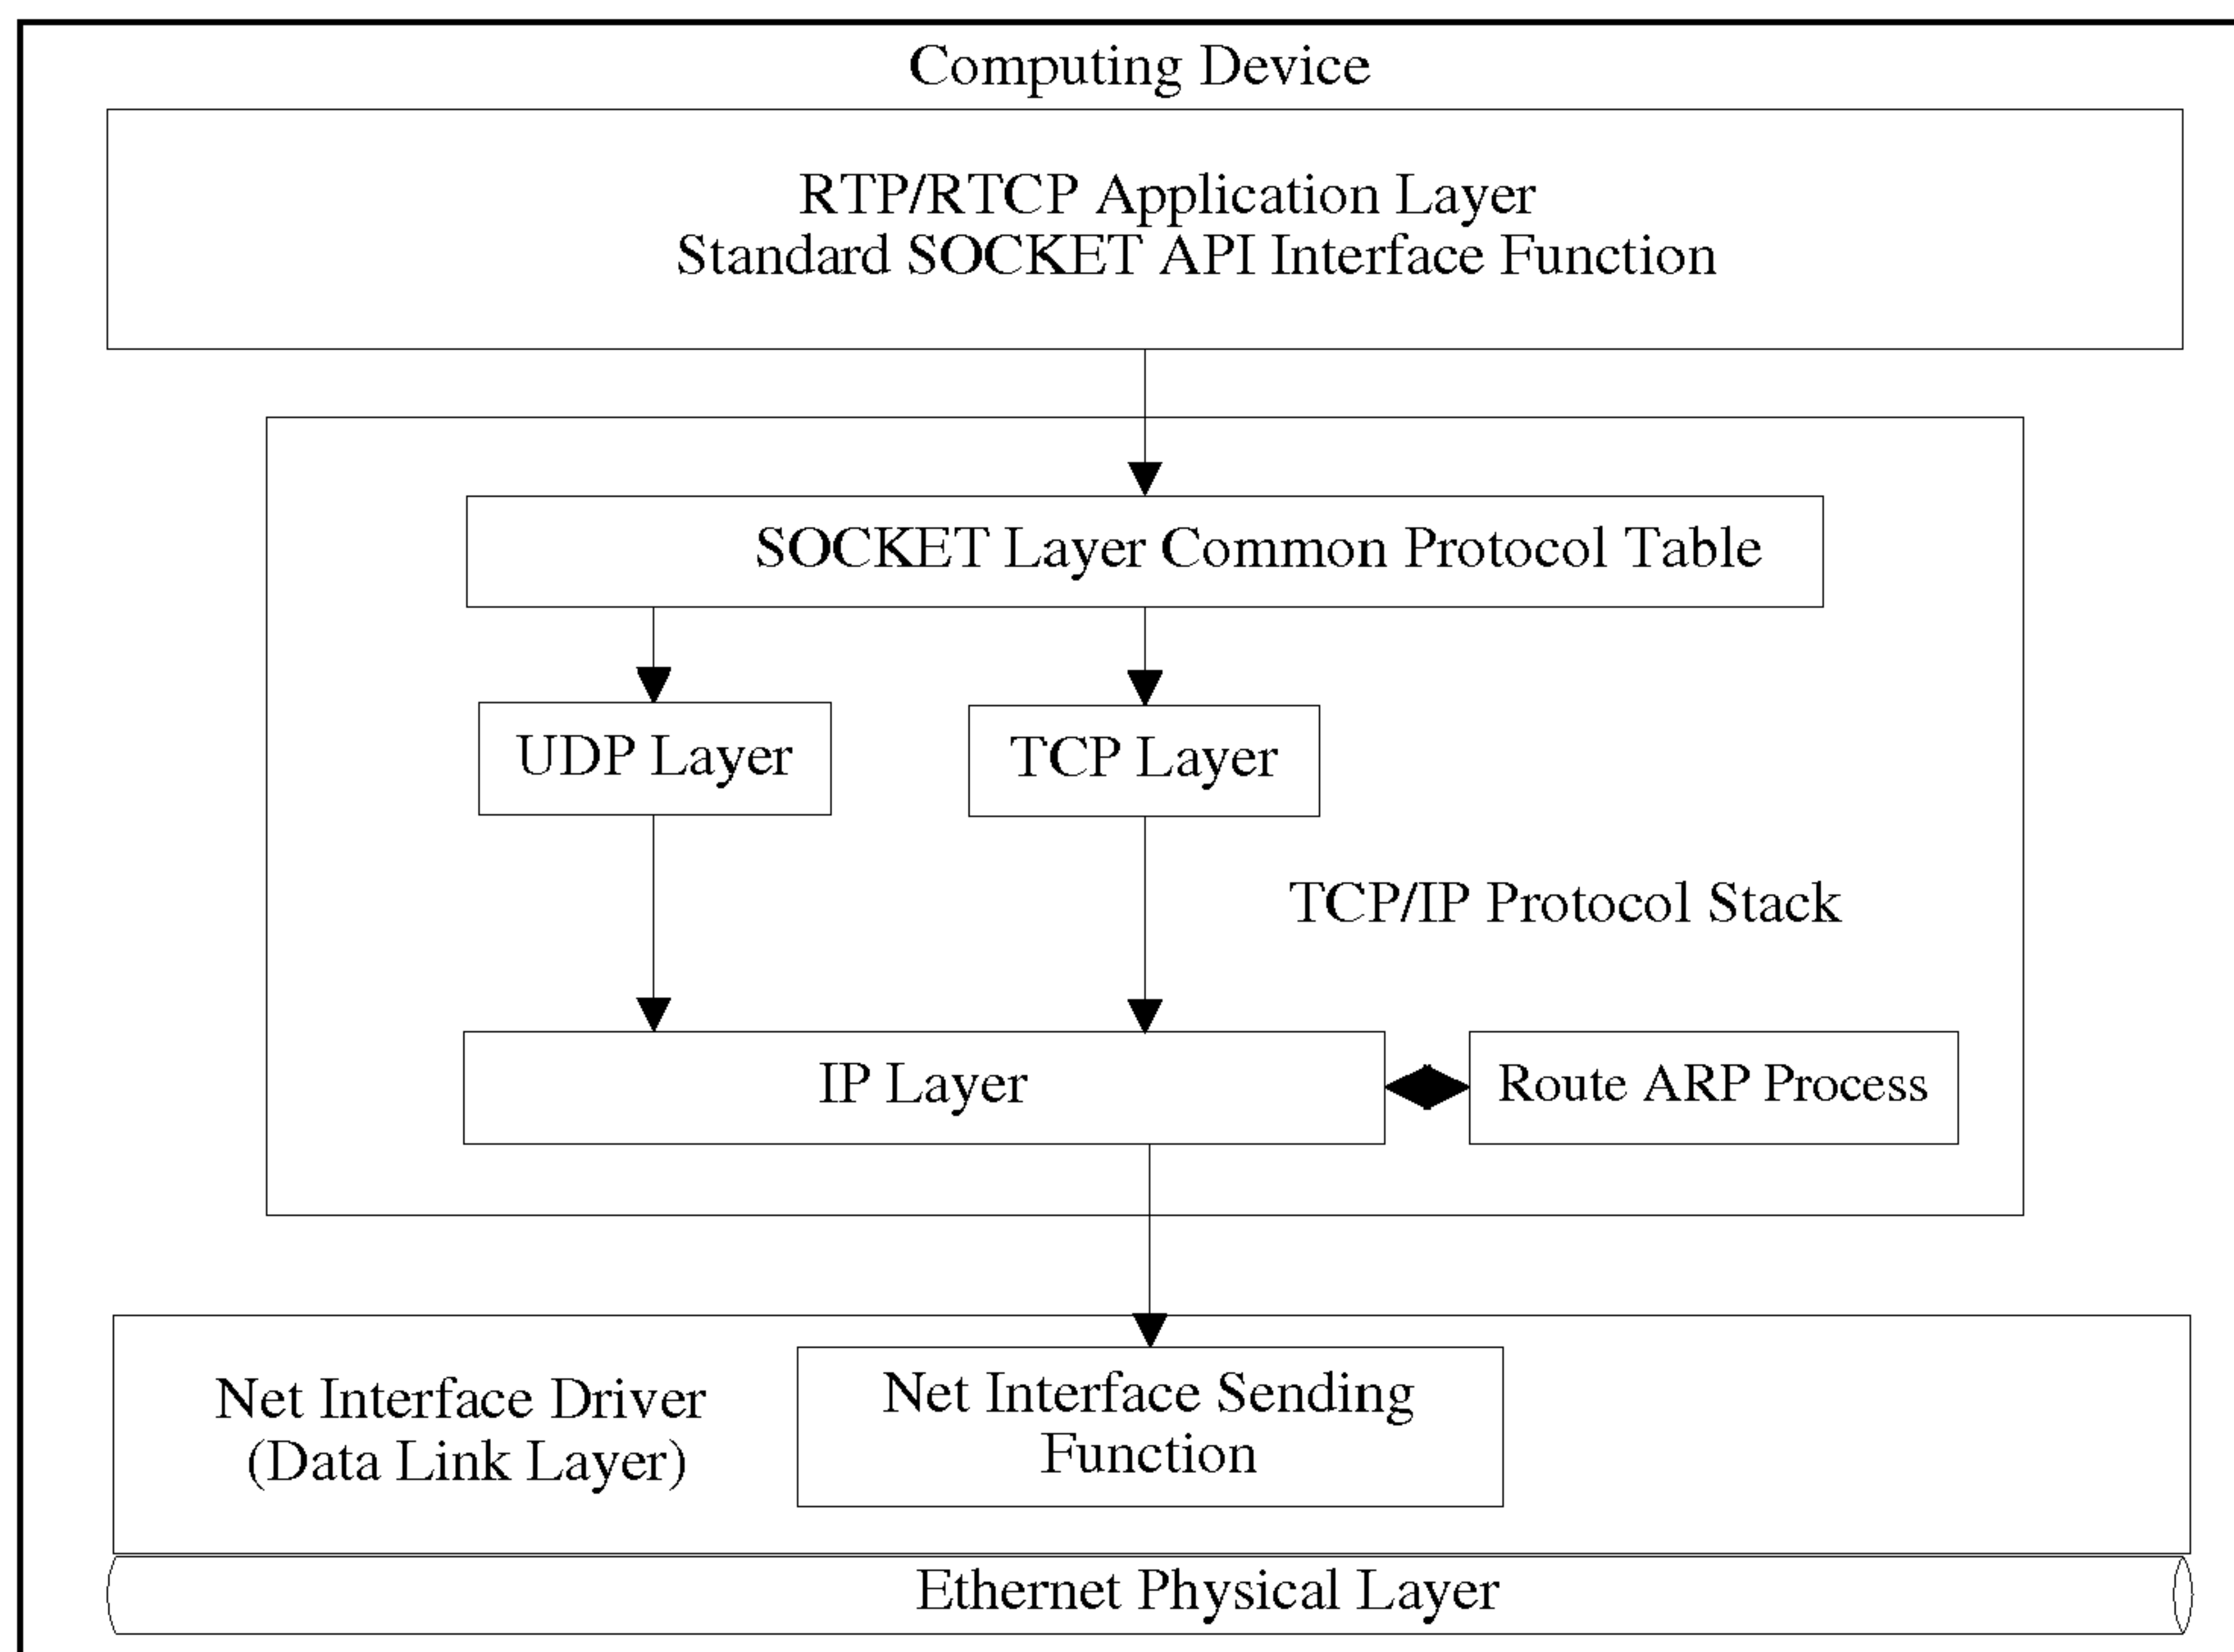 Computing Device
RTP/RTCP Application Layer
Standard SOCKET API Interface Function
SOCKET Layer Common Protocol Table
UDP Layer
TCP Layer
TCP/IP Protocol Stack
IP Layer
Route ARP Process
Net Interface Driver
(Data Link Layer)
Net Interface Sending
Function
Ethernet Physical Layer